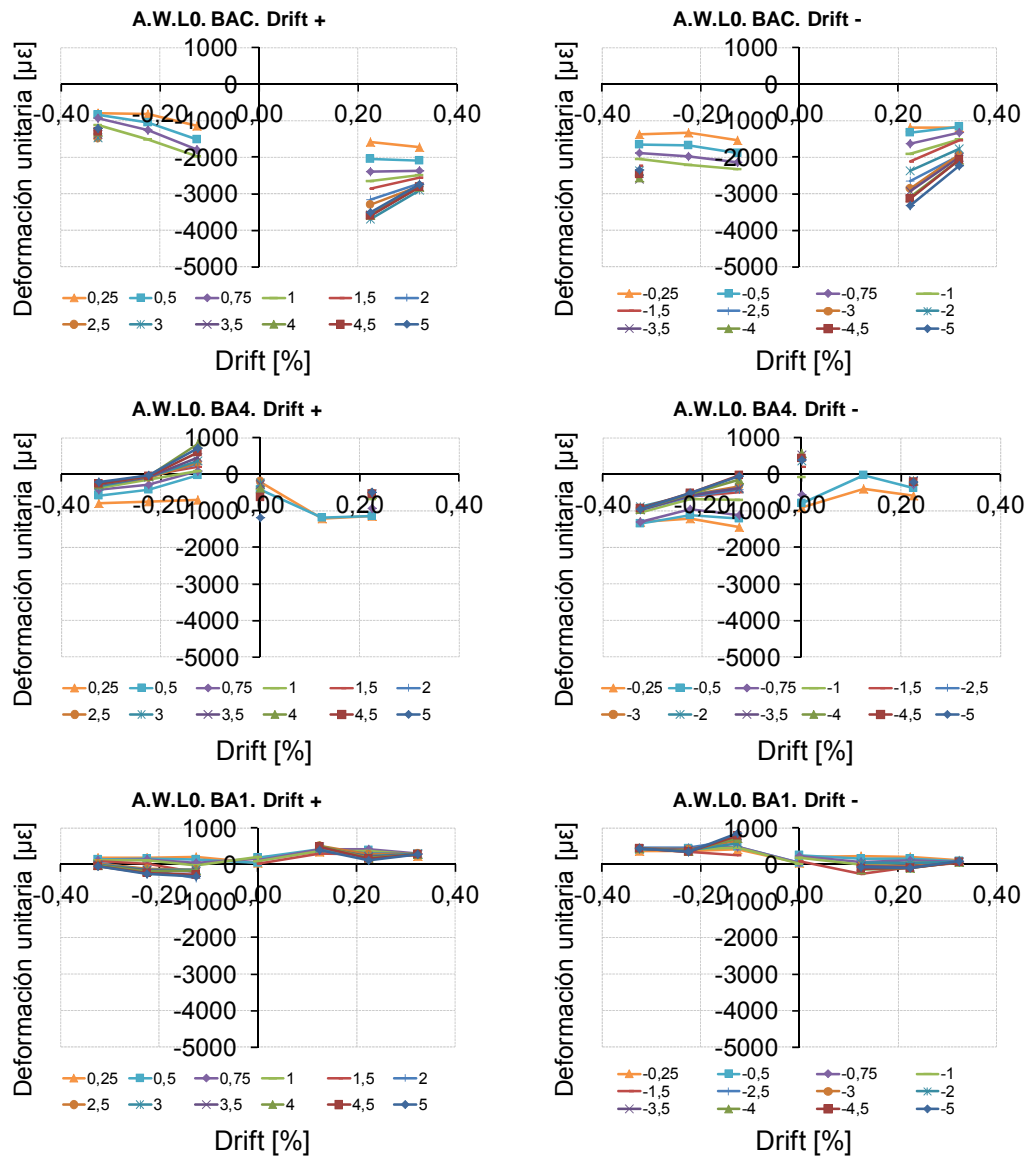 A.W.L0. BAC. Drift +
Deformación unitaria [με]
1000
0
-1000
-2000
-3000
-4000
-5000
-0,40 -0,20 0,00 0,20 0,40
0,25 0,5 0,75 1 1,5 2
2,5 3 3,5 4 4,5 5
Drift [%]
A.W.L0. BAC. Drift -
Deformación unitaria [με]
1000
0
-1000
-2000
-3000
-4000
-5000
-0,40 -0,20 0,00 0,20 0,40
-0,25 -0,5 -0,75 -1
-1,5 -2,5 -3 -2
-3,5 -4 -4,5 -5
Drift [%]
A.W.L0. BA4. Drift +
Deformación unitaria [με]
1000
0
-1000
-2000
-3000
-4000
-5000
-0,40 -0,20 0,00 0,20 0,40
0,25 0,5 0,75 1 1,5 2
2,5 3 3,5 4 4,5 5
Drift [%]
A.W.L0. BA4. Drift -
Deformación unitaria [με]
1000
0
-1000
-2000
-3000
-4000
-5000
-0,40 -0,20 0,00 0,20 0,40
-0,25 -0,5 -0,75 -1 -1,5 -2,5
-3 -2 -3,5 -4 -4,5 -5
Drift [%]
A.W.L0. BA1. Drift +
Deformación unitaria [με]
1000
0
-1000
-2000
-3000
-4000
-5000
-0,40 -0,20 0,00 0,20 0,40
0,25 0,5 0,75 1 1,5 2
2,5 3 3,5 4 4,5 5
Drift [%]
A.W.L0. BA1. Drift -
Deformación unitaria [με]
1000
0
-1000
-2000
-3000
-4000
-5000
-0,40 -0,20 0,00 0,20 0,40
-0,25 -0,5 -0,75 -1
-1,5 -2,5 -3 -2
-3,5 -4 -4,5 -5
Drift [%]